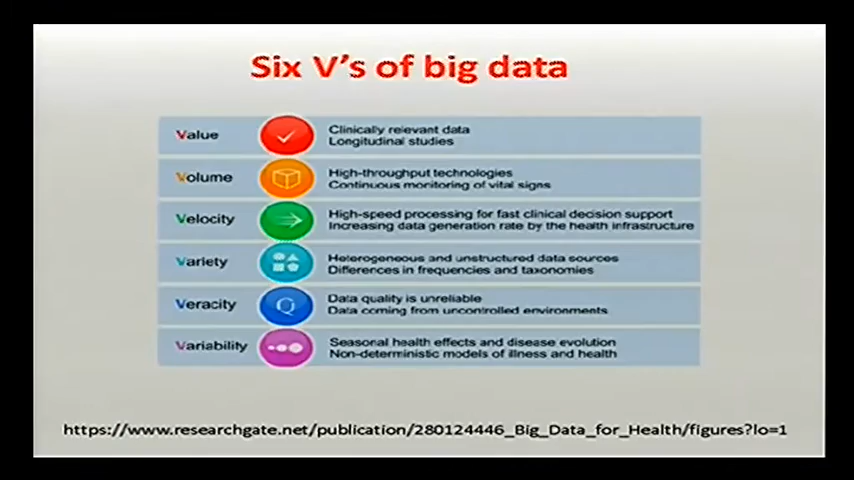 Six V's of big data
Value
Clinically relevant data
Longitudinal studies
Volume
High-throughput technologies
Continuous monitoring of vital signs
Velocity
High-speed processing for fast clinical decision support
Increasing data generation rate by the health infrastructure
Variety
Heterogeneous and unstructured data sources
Differences in frequencies and taxonomies
Veracity
Q
Data quality is unreliable
Data coming from uncontrolled environments
Variability
Seasonal health effects and disease evolution
Non-deterministic models of illness and health
https://www.researchgate.net/publication/280124446_Big_Data_for_Health/figures?lo=1